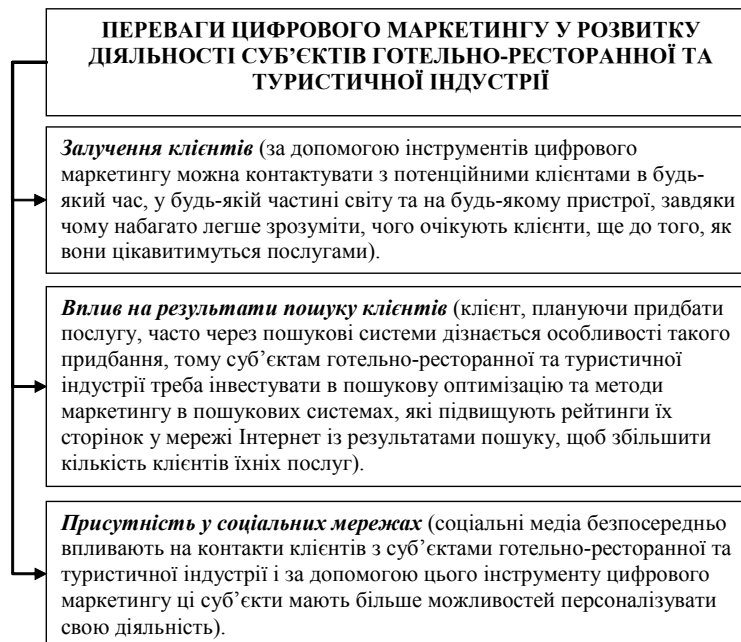 ПЕРЕВАГИ ЦИФРОВОГО МАРКЕТИНГУ У РОЗВИТКУ
ДІЯЛЬНОСТІ СУБ’ЄКТІВ ГОТЕЛЬНО-РЕСТОРАННОЇ ТА
ТУРИСТИЧНОЇ ІНДУСТРІЇ
Залучення клієнтів (за допомогою інструментів цифрового
маркетингу можна контактувати з потенційними клієнтами в будь-
який час, у будь-якій частині світу та на будь-якому пристрої, завдяки
чому набагато легше зрозуміти, чого очікують клієнти, ще до того, як
вони цікавитимуться послугами).
Вплив на результати пошуку клієнтів (клієнт, плануючи придбати
послугу, часто через пошукові системи дізнається особливості такого
придбання, тому суб’єктам готельно-ресторанної та туристичної
індустрії треба інвестувати в пошукову оптимізацію та методи
маркетингу в пошукових системах, які підвищують рейтинги їх
сторінок у мережі Інтернет із результатами пошуку, щоб збільшити
кількість клієнтів їхніх послуг).
Присутність у соціальних мережах (соціальні медіа безпосередньо
впливають на контакти клієнтів з суб’єктами готельно-ресторанної та
туристичної індустрії і за допомогою цього інструменту цифрового
маркетингу ці суб’єкти мають більше можливостей персоналізувати
свою діяльність).